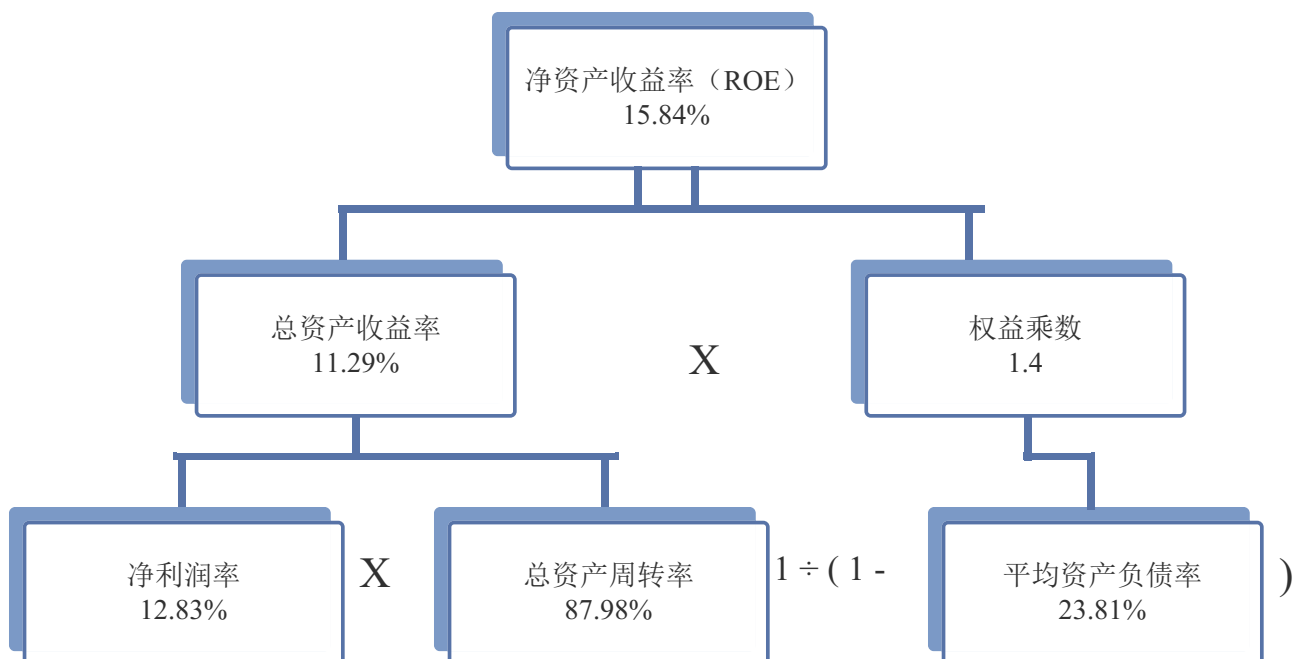 净资产收益率（ROE）
15.84%
总资产收益率
11.29%
X
权益乘数
1.4
净利润率
12.83%
X
总资产周转率
87.98%
1 ÷ ( 1 -
平均资产负债率
23.81%
)